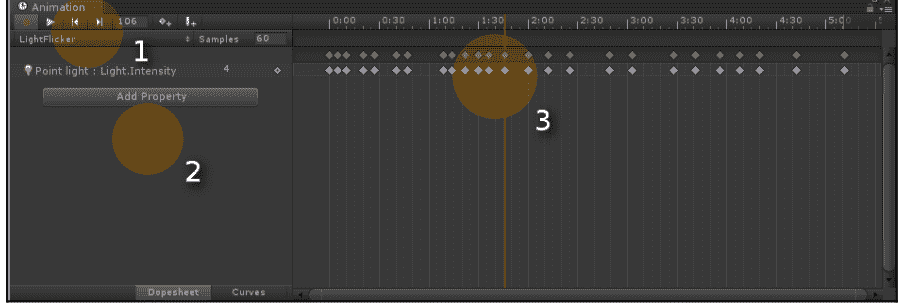 Animation
106
0:00 0:30 1:00 1:30 2:00 2:30 3:00 3:30 4:00 4:30 5:00
LightFlicker
Samples 60
1
Point light : Light.Intensity 4
Add Property
3
2
Dopesheet Curves